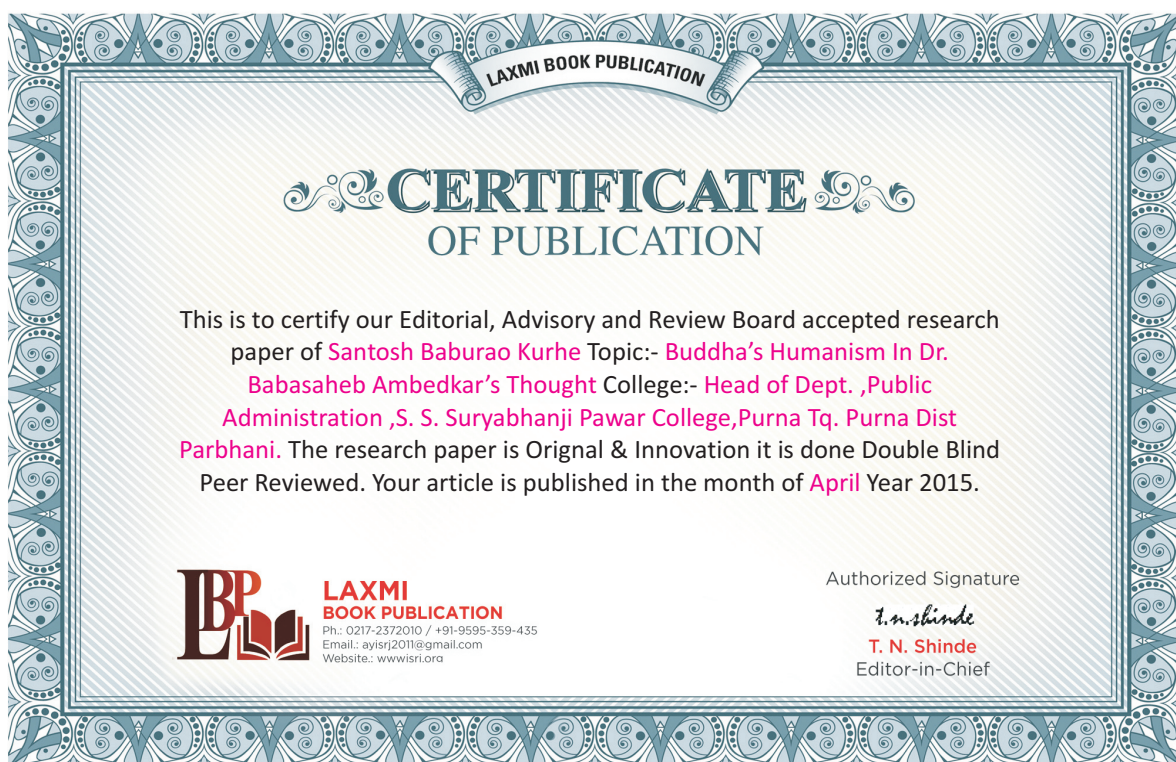 LAXMI BOOK PUBLICATION
CERTIFICATE
OF PUBLICATION
This is to certify our Editorial, Advisory and Review Board accepted research
paper of Santosh Baburao Kurhe Topic:- Buddha’s Humanism In Dr.
Babasaheb Ambedkar’s Thought College:- Head of Dept. ,Public
Administration ,S. S. Suryabhanji Pawar College,Purna Tq. Purna Dist
Parbhani. The research paper is Orignal & Innovation it is done Double Blind
Peer Reviewed. Your article is published in the month of April Year 2015.
LBP
LAXMI
BOOK PUBLICATION
Ph.: 0217-2372010 / +91-9595-359-435
Email.: ayisrj2011@gmail.com
Website.: wwwisri.org
Authorized Signature
t.n.shinde
T. N. Shinde
Editor-in-Chief